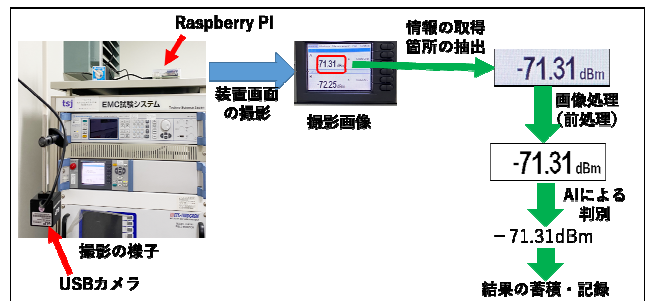 Raspberry PI
tsj
EMC試験システム
撮影の様子
USBカメラ
装置画面
の撮影
-71.31 dBm
-72.25 dBm
撮影画像
情報の取得
箇所の抽出
-71.31 dBm
画像処理
(前処理)
-71.31 dBm
AIによる
判別
－71.31dBm
結果の蓄積・記録